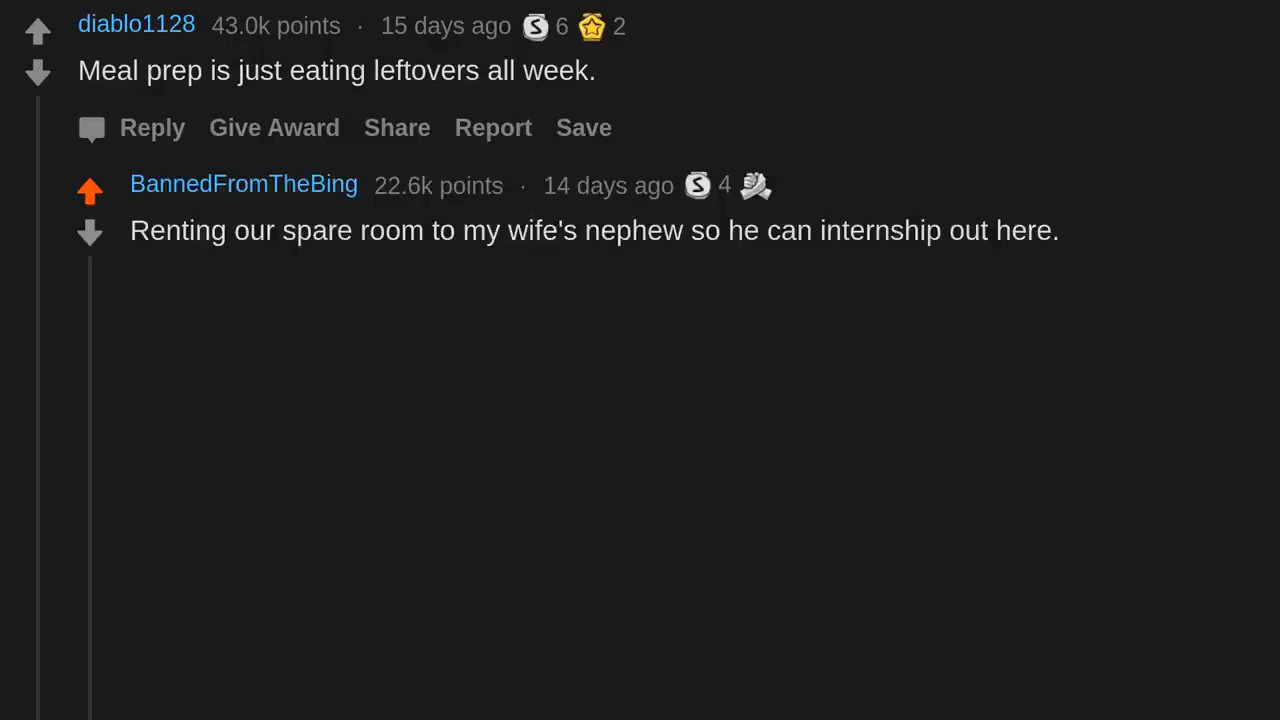 diablo1128 43.0k points · 15 days ago S 6 2
Meal prep is just eating leftovers all week.
Reply Give Award Share Report Save
BannedFromTheBing 22.6k points · 14 days ago S 4
Renting our spare room to my wife's nephew so he can internship out here.